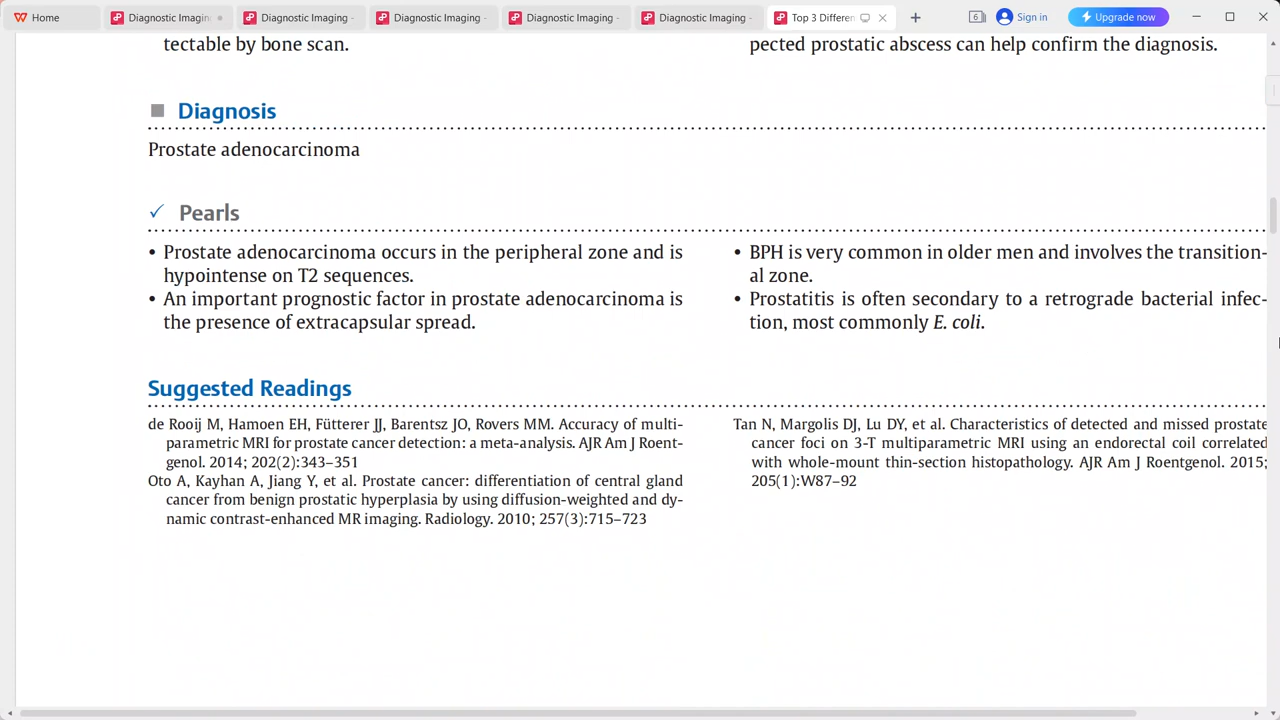 Home
Diagnostic Imaging
Diagnostic Imaging -
Diagnostic Imaging -
Diagnostic Imaging -
Diagnostic Imaging -
Top 3 Differen
6
Sign in
Upgrade now
tectable by bone scan.
pected prostatic abscess can help confirm the diagnosis.
Diagnosis
Prostate adenocarcinoma
Pearls
• Prostate adenocarcinoma occurs in the peripheral zone and is
hypointense on T2 sequences.
• An important prognostic factor in prostate adenocarcinoma is
the presence of extracapsular spread.
• BPH is very common in older men and involves the transition-
al zone.
• Prostatitis is often secondary to a retrograde bacterial infec-
tion, most commonly E. coli.
Suggested Readings
de Rooij M, Hamoen EH, Fütterer JJ, Barentsz JO, Rovers MM. Accuracy of multi-
parametric MRI for prostate cancer detection: a meta-analysis. AJR Am J Roent-
genol. 2014; 202(2):343–351
Oto A, Kayhan A, Jiang Y, et al. Prostate cancer: differentiation of central gland
cancer from benign prostatic hyperplasia by using diffusion-weighted and dy-
namic contrast-enhanced MR imaging. Radiology. 2010; 257(3):715–723
Tan N, Margolis DJ, Lu DY, et al. Characteristics of detected and missed prostate
cancer foci on 3-T multiparametric MRI using an endorectal coil correlated
with whole-mount thin-section histopathology. AJR Am J Roentgenol. 2015;
205(1):W87–92